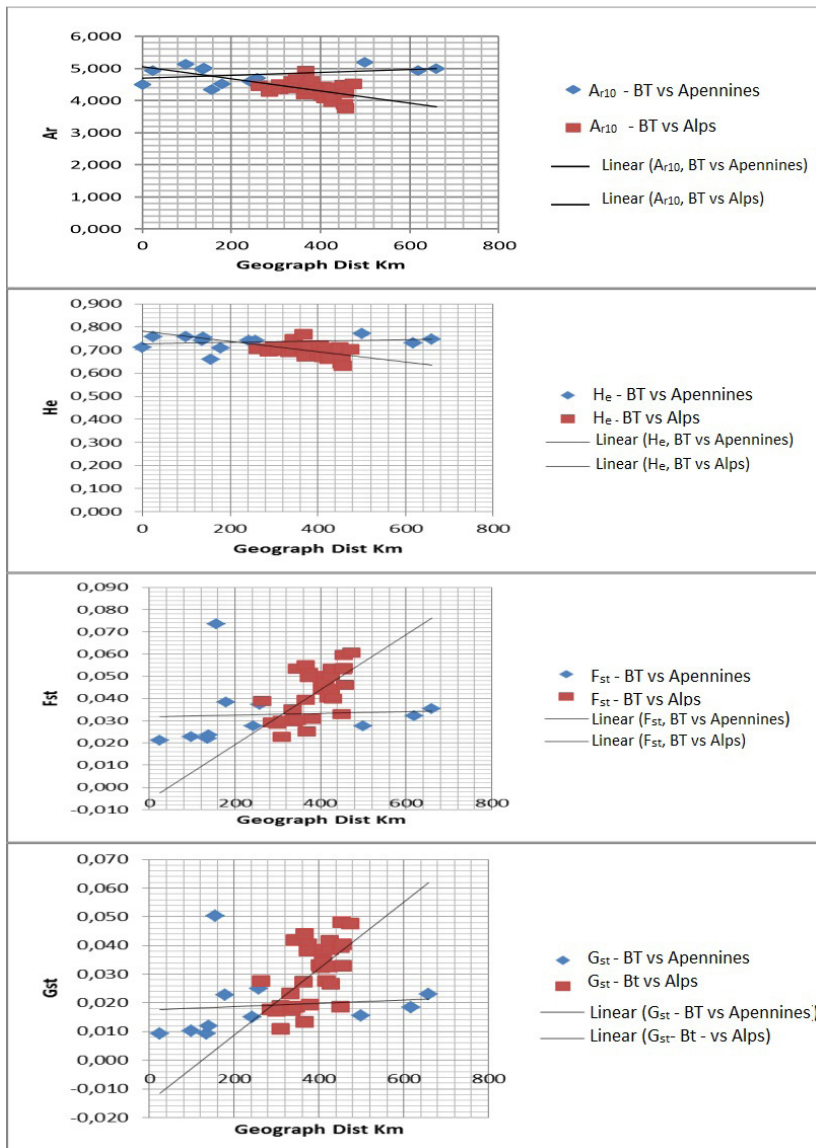 6,000
5,000
4,000
3,000
2,000
1,000
0,000
Ar
0
200
400
600
800
Geograph Dist Km
Ar10 - BT vs Apennines
Ar10 - BT vs Alps
Linear (Ar10, BT vs Apennines)
Linear (Ar10, BT vs Alps)
0,900
0,800
0,700
0,600
0,500
0,400
0,300
0,200
0,100
0,000
He
0
200
400
600
800
Geograph Dist Km
He - BT vs Apennines
He - BT vs Alps
Linear (He, BT vs Apennines)
Linear (He, BT vs Alps)
0,090
0,080
0,070
0,060
0,050
0,040
0,030
0,020
0,010
0,000
-0,010
Fst
0
200
400
600
800
Geograph Dist Km
Fst - BT vs Apennines
Fst - BT vs Alps
Linear (Fst, BT vs Apennines)
Linear (Fst, BT vs Alps)
0,070
0,060
0,050
0,040
0,030
0,020
0,010
0,000
-0,010
-0,020
Gst
0
200
400
600
800
Geograph Dist Km
Gst - BT vs Apennines
Gst - Bt vs Alps
Linear (Gst - BT vs Apennines)
Linear (Gst- Bt - vs Alps)